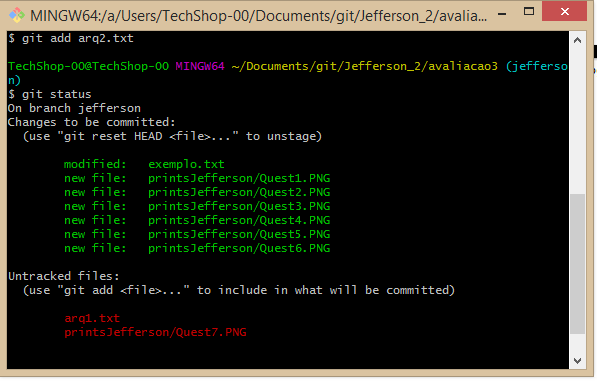 MINGW64:/a/Users/TechShop-00/Documents/git/Jefferson_2/avalia...
$ git add arq2.txt
TechShop-00@TechShop-00 MINGW64 ~/Documents/git/Jefferson_2/avaliacao3 (jefferso
n)
$ git status
On branch jefferson
Changes to be committed:
  (use "git reset HEAD <file>..." to unstage)
        modified:   exemplo.txt
        new file:   printsJefferson/Quest1.PNG
        new file:   printsJefferson/Quest2.PNG
        new file:   printsJefferson/Quest3.PNG
        new file:   printsJefferson/Quest4.PNG
        new file:   printsJefferson/Quest5.PNG
        new file:   printsJefferson/Quest6.PNG
Untracked files:
  (use "git add <file>..." to include in what will be committed)
        arq1.txt
        printsJefferson/Quest7.PNG